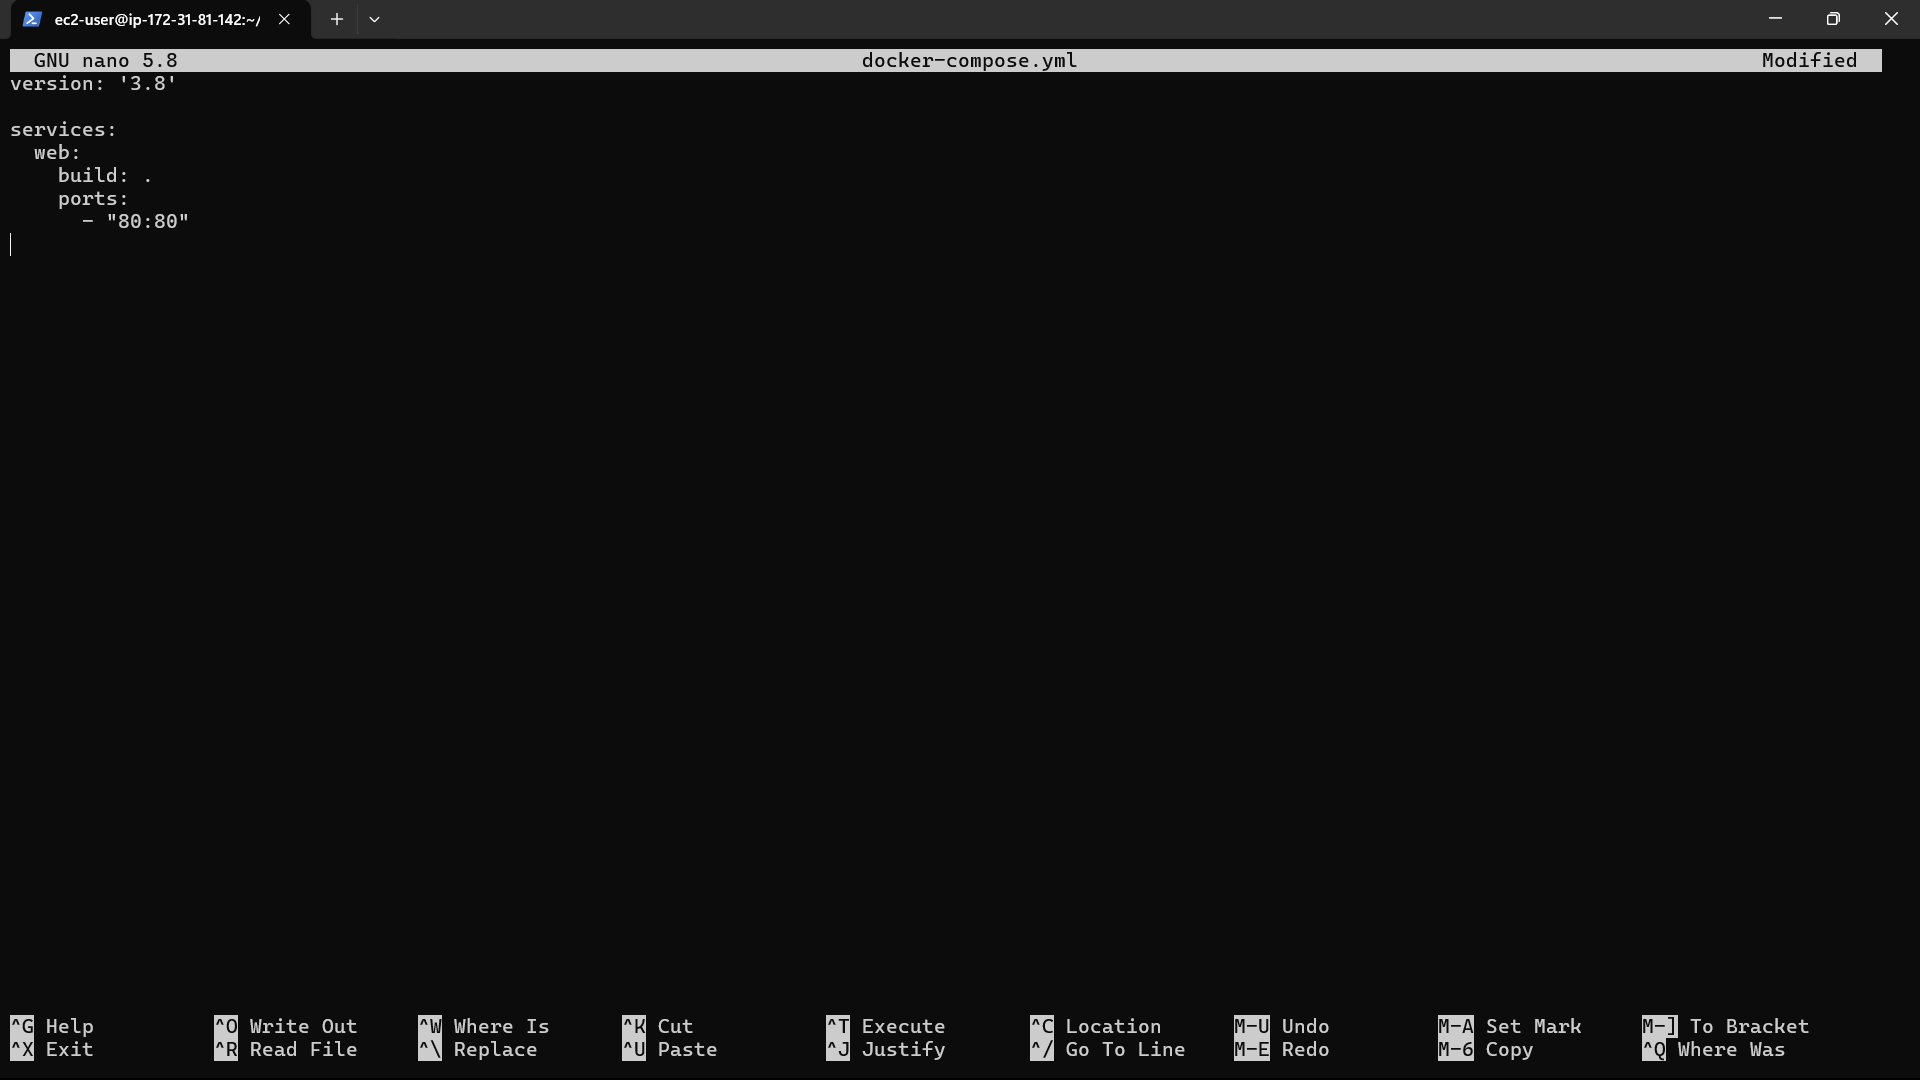 ec2-user@ip-172-31-81-142:~/
GNU nano 5.8 docker-compose.yml Modified
version: '3.8'
services:
  web:
    build: .
    ports:
      - "80:80"
^G Help ^O Write Out ^W Where Is ^K Cut ^T Execute ^C Location M-U Undo M-A Set Mark M-] To Bracket
^X Exit ^R Read File ^\ Replace ^U Paste ^J Justify ^/ Go To Line M-E Redo M-6 Copy ^Q Where Was